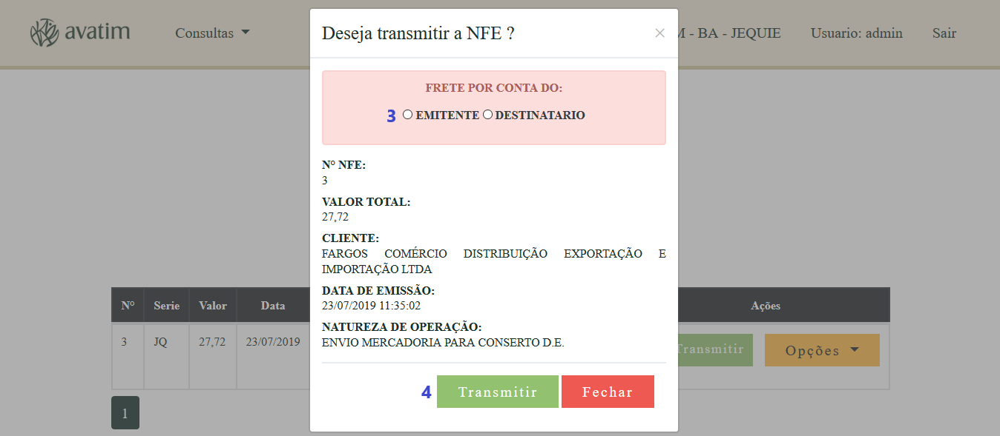 avatim
Consultas
M - BA - JEQUIE
Usuario: admin
Sair
Deseja transmitir a NFE ?
×
FRETE POR CONTA DO:
3 EMITENTE DESTINATARIO
Nº NFE:
3
VALOR TOTAL:
27,72
CLIENTE:
FARGOS COMÉRCIO DISTRIBUIÇÃO EXPORTAÇÃO E
IMPORTAÇÃO LTDA
DATA DE EMISSÃO:
23/07/2019 11:35:02
NATUREZA DE OPERAÇÃO:
ENVIO MERCADORIA PARA CONSERTO D.E.
4 Transmitir Fechar
Nº Serie Valor Data Ações
3 JQ 27,72 23/07/2019 Transmitir Opções
1